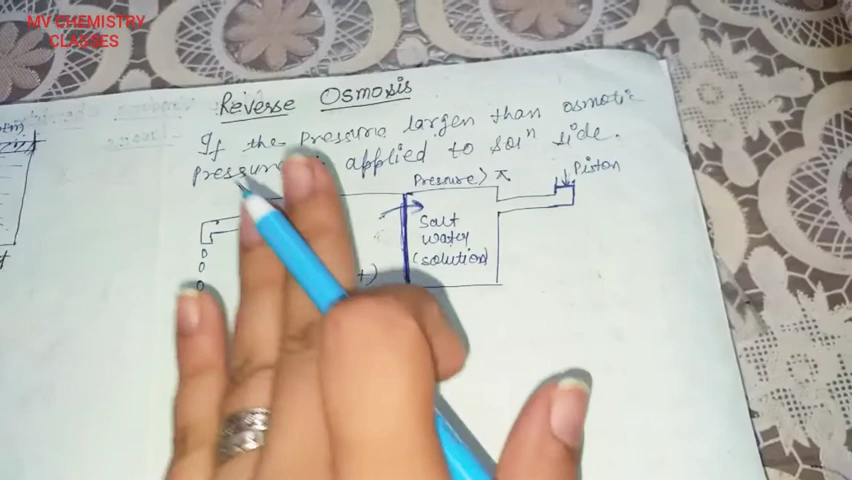 MV CHEMISTRY
CLASSES
Reverse Osmosis
If the Pressure larger than osmotic
Pressure applied to solⁿ side.
Pressure > π
Piston
Salt
water
(solution)